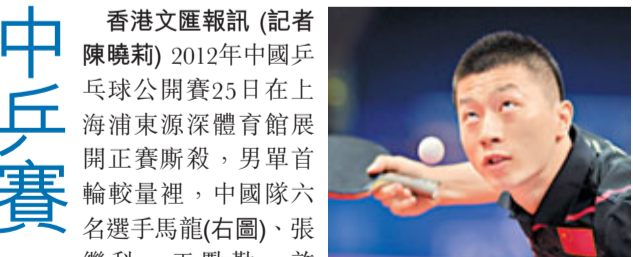 中乒賽
香港文匯報訊 (記者
陳曉莉) 2012年中國乒
乓球公開賽25日在上
海浦東源深體育館展
開正賽廝殺，男單首
輪較量裡，中國隊六
名選手馬龍(右圖)、張